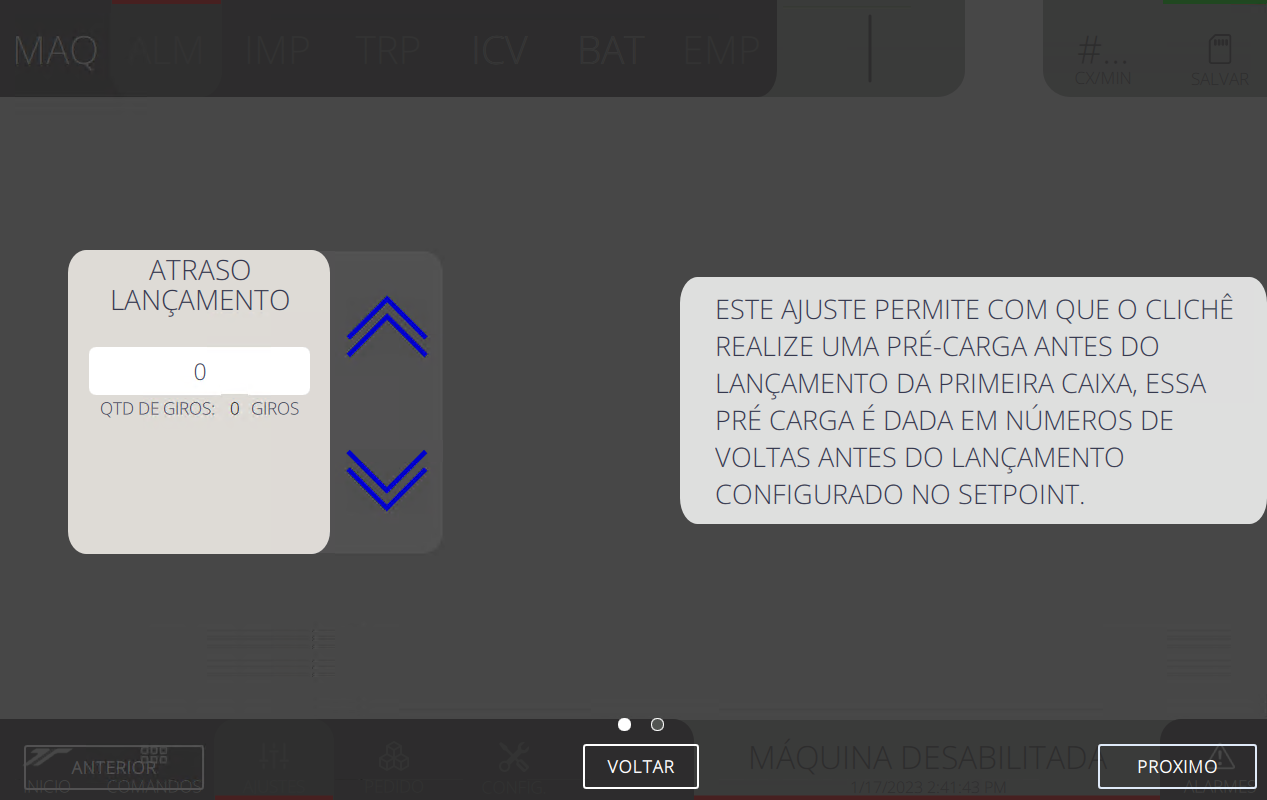 MAQ ALM IMP TRP ICV BAT EMP
#...
CX/MIN
SALVAR
ATRASO
LANÇAMENTO
0
QTD DE GIROS: 0 GIROS
ESTE AJUSTE PERMITE COM QUE O CLICHÊ
REALIZE UMA PRÉ-CARGA ANTES DO
LANÇAMENTO DA PRIMEIRA CAIXA, ESSA
PRÉ CARGA É DADA EM NÚMEROS DE
VOLTAS ANTES DO LANÇAMENTO
CONFIGURADO NO SETPOINT.
ANTERIOR
INICIO
COMANDOS
PEDIDO
CONFIG
VOLTAR
MÁQUINA DESABILITADA
1/17/2023 2:41:43 PM
PROXIMO
ALARMES